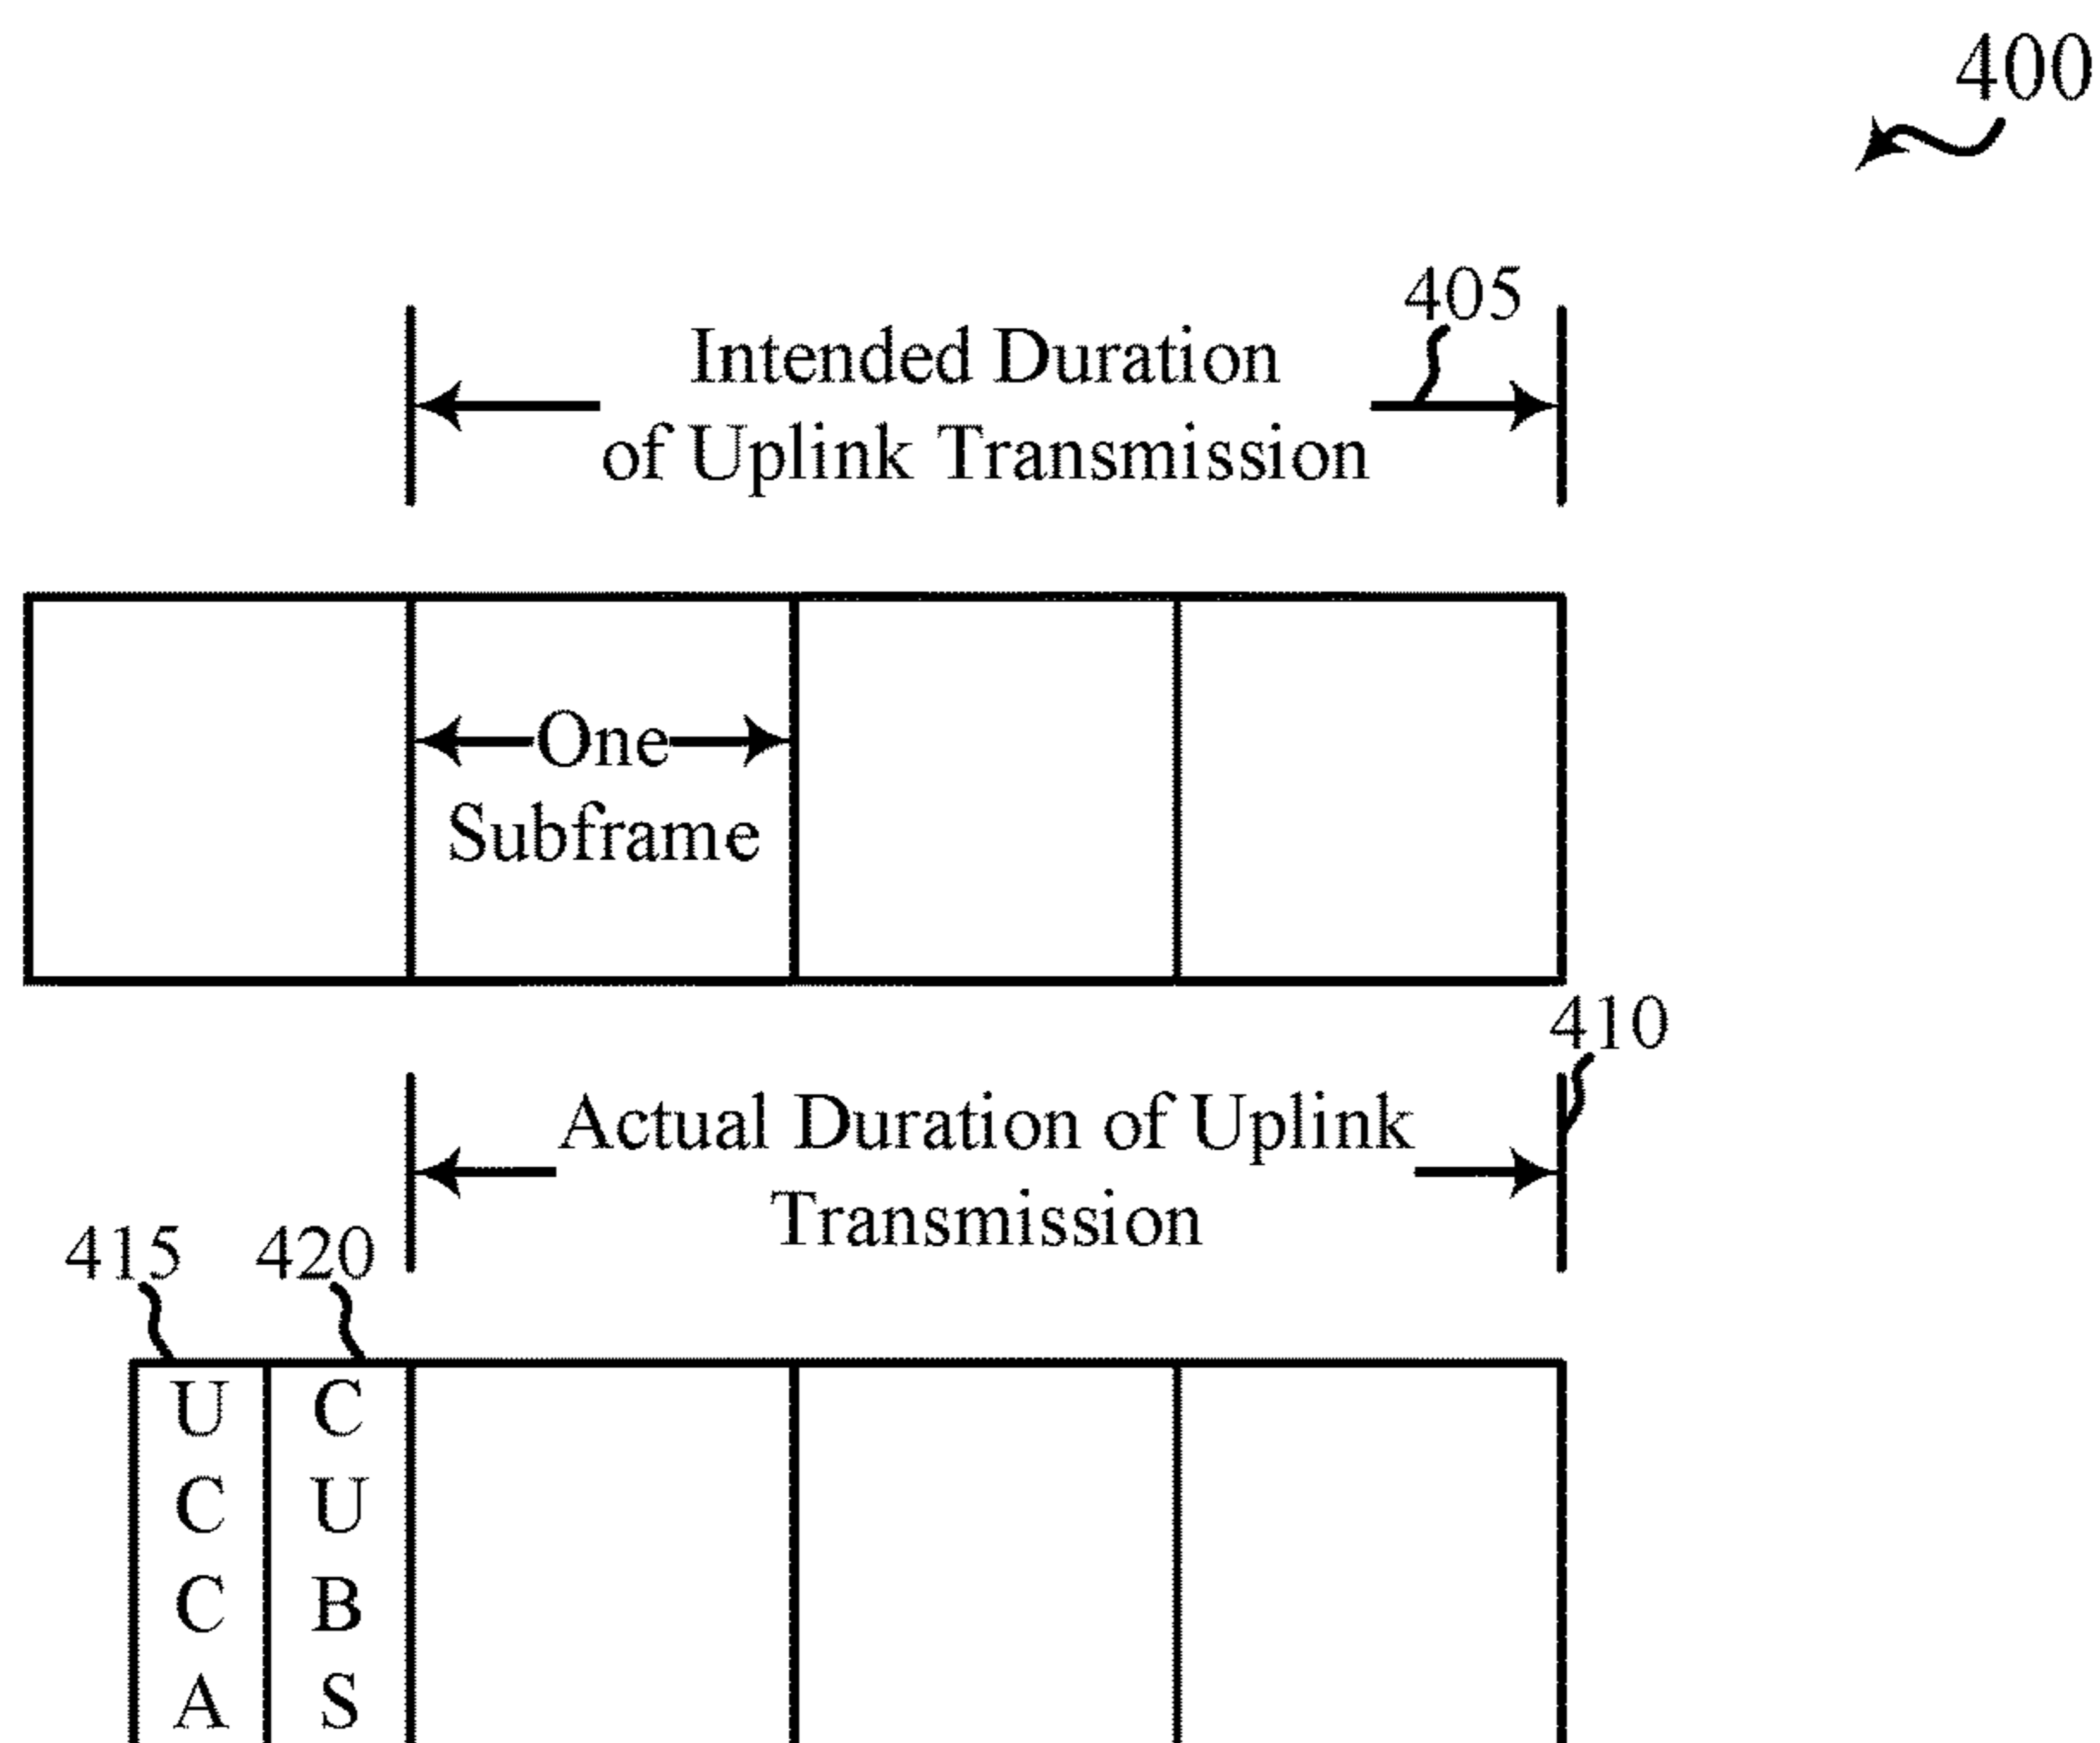 400
405
Intended Duration
of Uplink Transmission
One
Subframe
410
Actual Duration of Uplink
Transmission
415 420
U C
C U
C B
A S